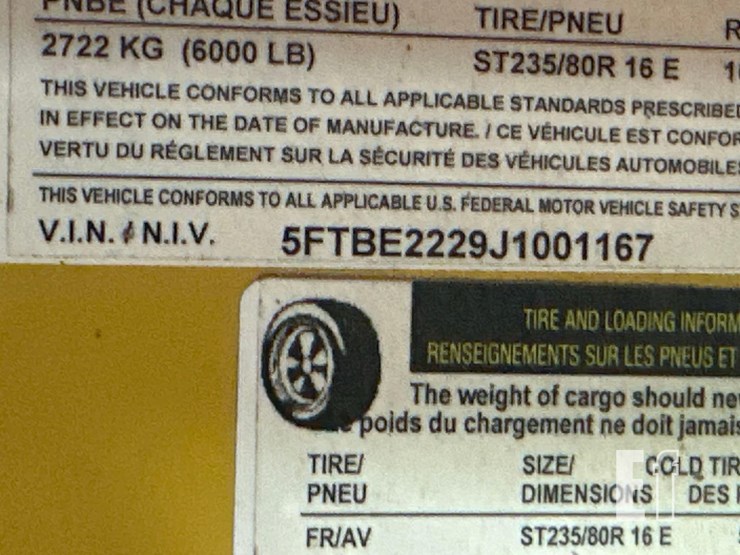 PNBE (CHAQUE ESSIEU) TIRE/PNEU R
2722 KG (6000 LB) ST235/80R 16 E 1
THIS VEHICLE CONFORMS TO ALL APPLICABLE STANDARDS PRESCRIBED
IN EFFECT ON THE DATE OF MANUFACTURE. / CE VÉHICULE EST CONFOR
VERTU DU RÉGLEMENT SUR LA SÉCURITÉ DES VÉHICULES AUTOMOBILES
THIS VEHICLE CONFORMS TO ALL APPLICABLE U.S. FEDERAL MOTOR VEHICLE SAFETY S
V.I.N. / N.I.V. 5FTBE2229J1001167
TIRE AND LOADING INFORM
RENSEIGNEMENTS SUR LES PNEUS ET
The weight of cargo should nev
poids du chargement ne doit jamais
TIRE/ SIZE/ COLD TIR
PNEU DIMENSIONS DES
FR/AV ST235/80R 16 E